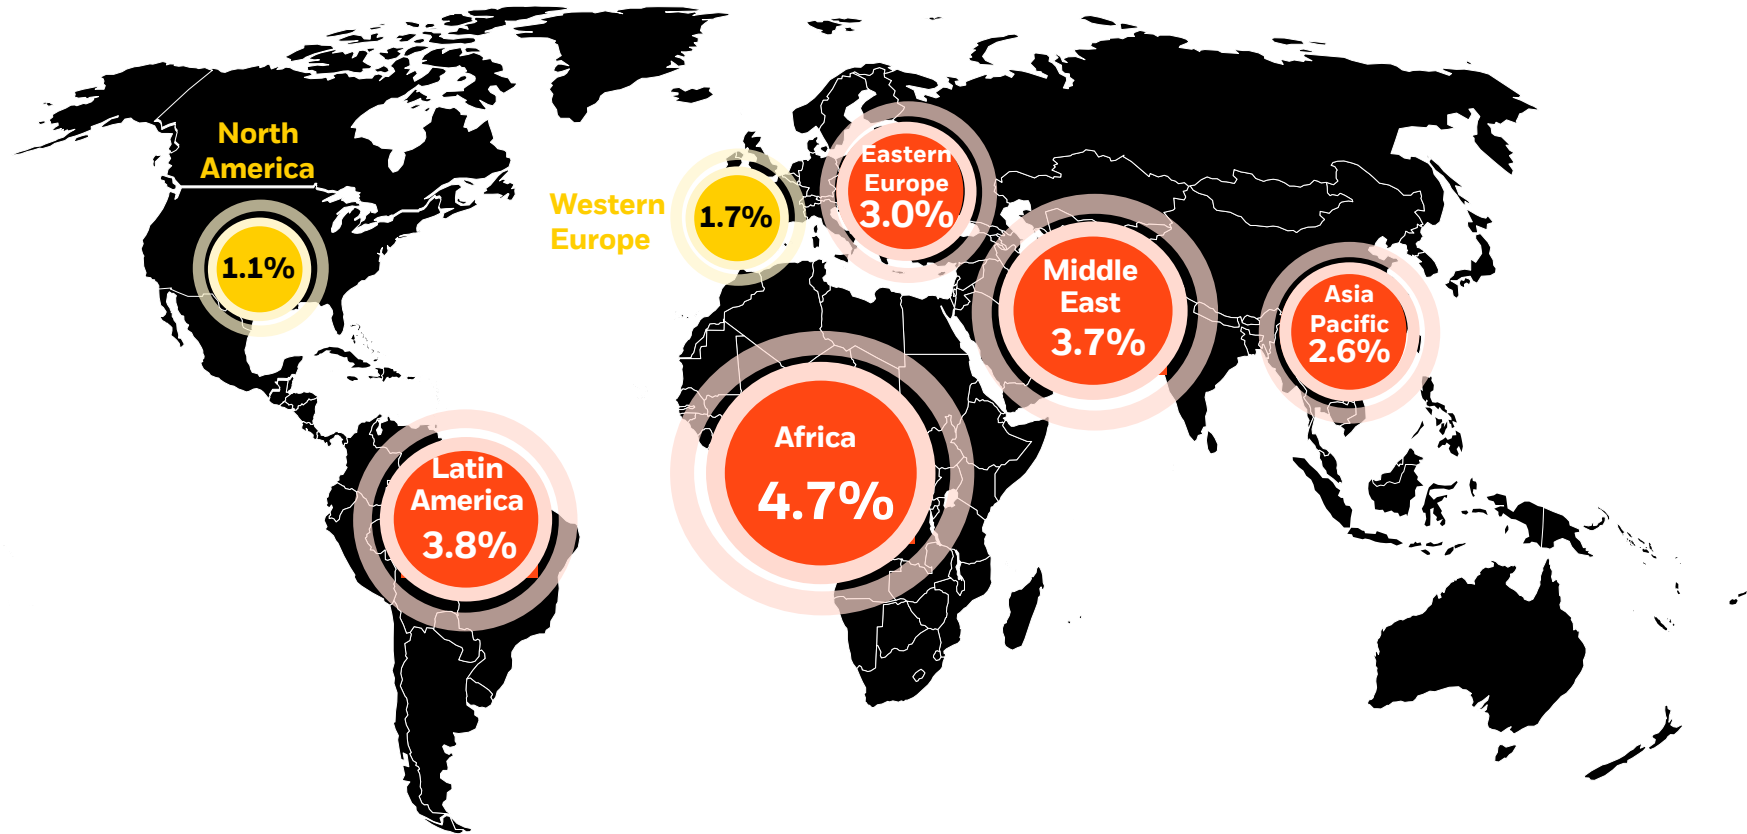 North
America
1.1%
Western
Europe
1.7%
Eastern
Europe
3.0%
Middle
East
3.7%
Asia
Pacific
2.6%
Africa
4.7%
Latin
America
3.8%